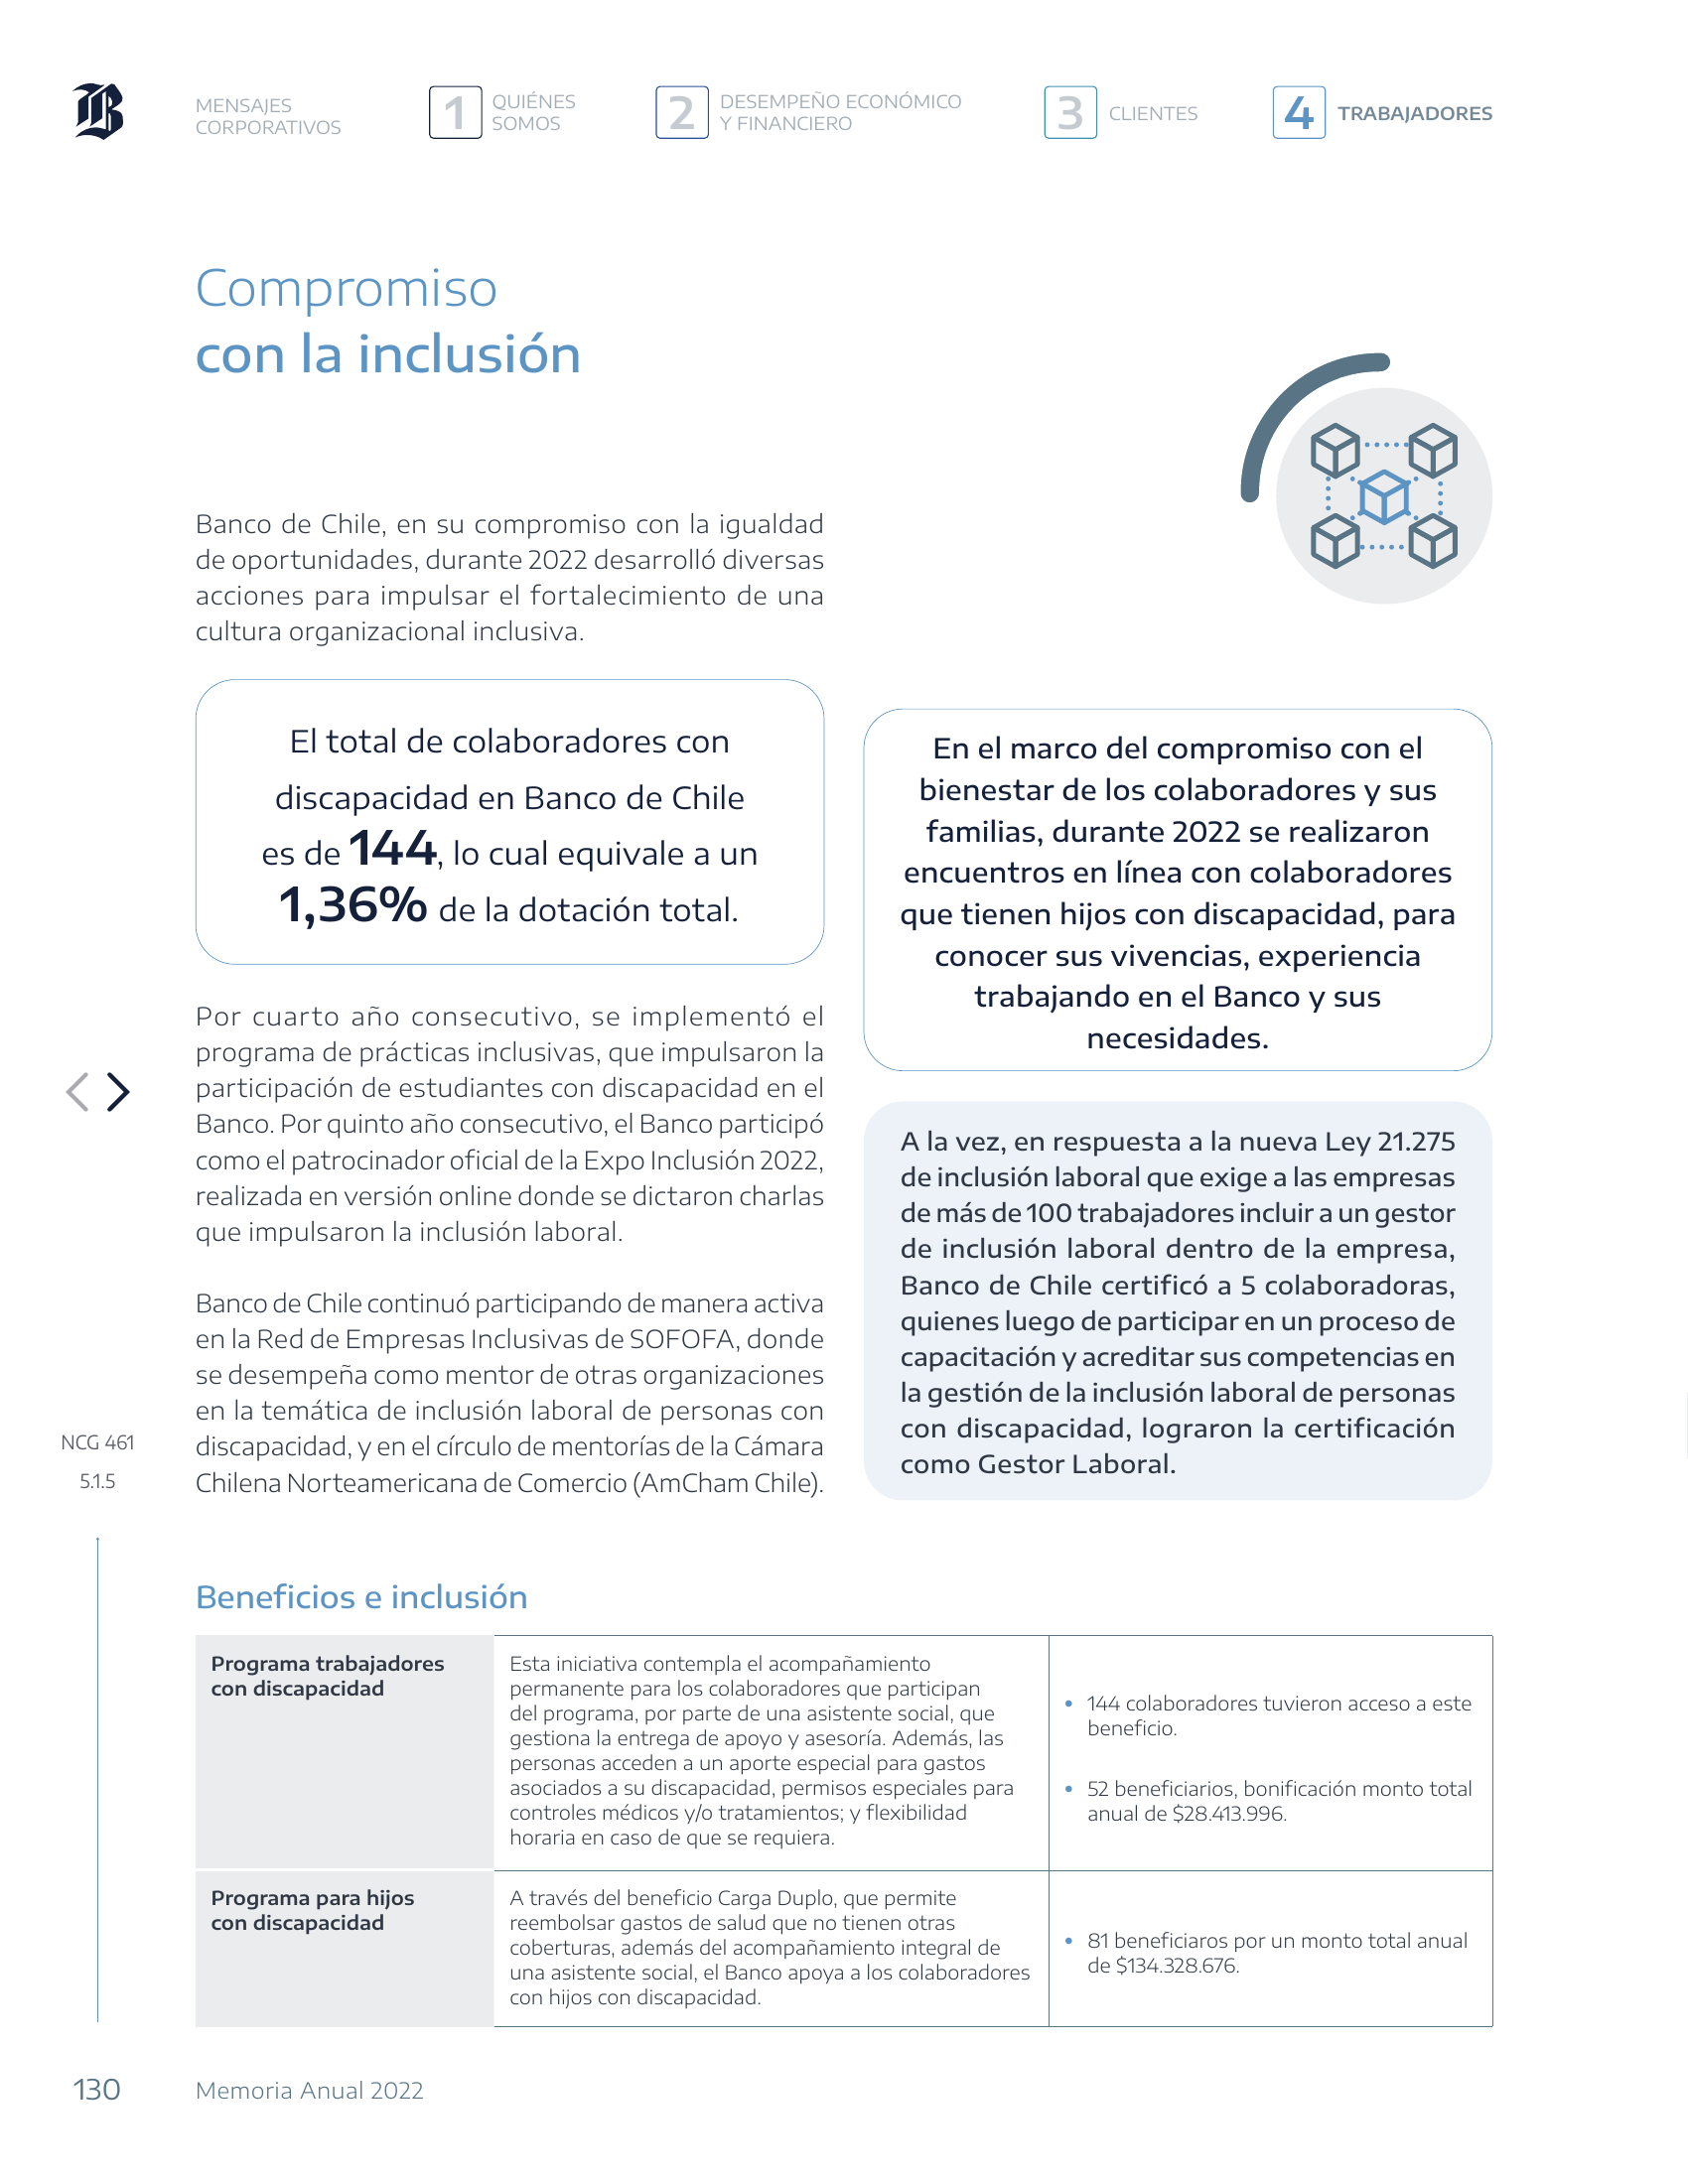 MENSAJES
CORPORATIVOS
1
QUIÉNES
SOMOS
2
DESEMPEÑO ECONÓMICO
Y FINANCIERO
3
CLIENTES
4
TRABAJADORES
Compromiso
con la inclusión
Banco de Chile, en su compromiso con la igualdad
de oportunidades, durante 2022 desarrolló diversas
acciones para impulsar el fortalecimiento de una
cultura organizacional inclusiva.
El total de colaboradores con
discapacidad en Banco de Chile
es de 144, lo cual equivale a un
1,36% de la dotación total.
Por cuarto año consecutivo, se implementó el
programa de prácticas inclusivas, que impulsaron la
participación de estudiantes con discapacidad en el
Banco. Por quinto año consecutivo, el Banco participó
como el patrocinador oficial de la Expo Inclusión 2022,
realizada en versión online donde se dictaron charlas
que impulsaron la inclusión laboral.
Banco de Chile continuó participando de manera activa
en la Red de Empresas Inclusivas de SOFOFA, donde
se desempeña como mentor de otras organizaciones
en la temática de inclusión laboral de personas con
discapacidad, y en el círculo de mentorías de la Cámara
Chilena Norteamericana de Comercio (AmCham Chile).
En el marco del compromiso con el
bienestar de los colaboradores y sus
familias, durante 2022 se realizaron
encuentros en línea con colaboradores
que tienen hijos con discapacidad, para
conocer sus vivencias, experiencia
trabajando en el Banco y sus
necesidades.
A la vez, en respuesta a la nueva Ley 21.275
de inclusión laboral que exige a las empresas
de más de 100 trabajadores incluir a un gestor
de inclusión laboral dentro de la empresa,
Banco de Chile certificó a 5 colaboradoras,
quienes luego de participar en un proceso de
capacitación y acreditar sus competencias en
la gestión de la inclusión laboral de personas
con discapacidad, lograron la certificación
como Gestor Laboral.
NCG 461
5.1.5
Beneficios e inclusión
Programa trabajadores
con discapacidad
Esta iniciativa contempla el acompañamiento
permanente para los colaboradores que participan
del programa, por parte de una asistente social, que
gestiona la entrega de apoyo y asesoría. Además, las
personas acceden a un aporte especial para gastos
asociados a su discapacidad, permisos especiales para
controles médicos y/o tratamientos; y flexibilidad
horaria en caso de que se requiera.
• 144 colaboradores tuvieron acceso a este
beneficio.
• 52 beneficiarios, bonificación monto total
anual de $28.413.996.
Programa para hijos
con discapacidad
A través del beneficio Carga Duplo, que permite
reembolsar gastos de salud que no tienen otras
coberturas, además del acompañamiento integral de
una asistente social, el Banco apoya a los colaboradores
con hijos con discapacidad.
• 81 beneficiaros por un monto total anual
de $134.328.676.
130
Memoria Anual 2022